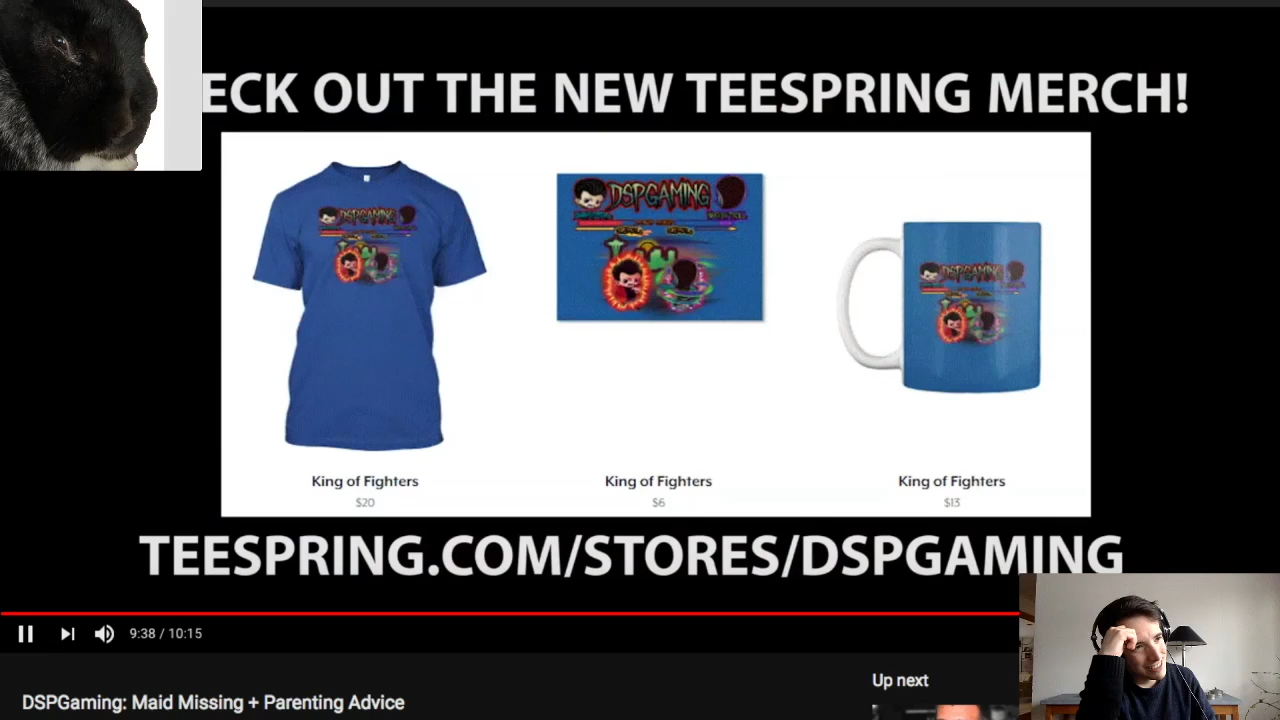 ECK OUT THE NEW TEESPRING MERCH!
DSPGAMING
DSPGAMING
DSPGAMING
King of Fighters
$20
King of Fighters
$6
King of Fighters
$13
TEESPRING.COM/STORES/DSPGAMING
9:38 / 10:15
Up next
DSPGaming: Maid Missing + Parenting Advice